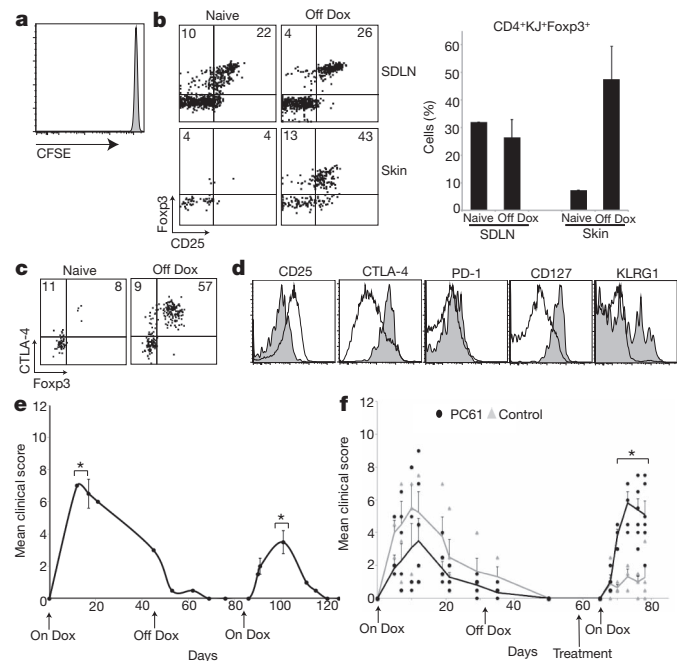 a
CFSE
b
Naive
Off Dox
10
22
4
26
SDLN
4
4
13
43
Skin
Foxp3
CD25
CD4⁺KJ⁺Foxp3⁺
Cells (%)
60
50
40
30
20
10
0
Naive Off Dox
Naive Off Dox
SDLN
Skin
c
Naive
Off Dox
11
8
9
57
CTLA-4
Foxp3
d
CD25
CTLA-4
PD-1
CD127
KLRG1
e
Mean clinical score
12
10
8
6
4
2
0
*
*
20
40
60
80
100
120
On Dox
Off Dox
On Dox
Days
f
Mean clinical score
12
10
8
6
4
2
0
PC61
Control
*
0
20
40
60
80
On Dox
Off Dox
On Dox
Days
Treatment